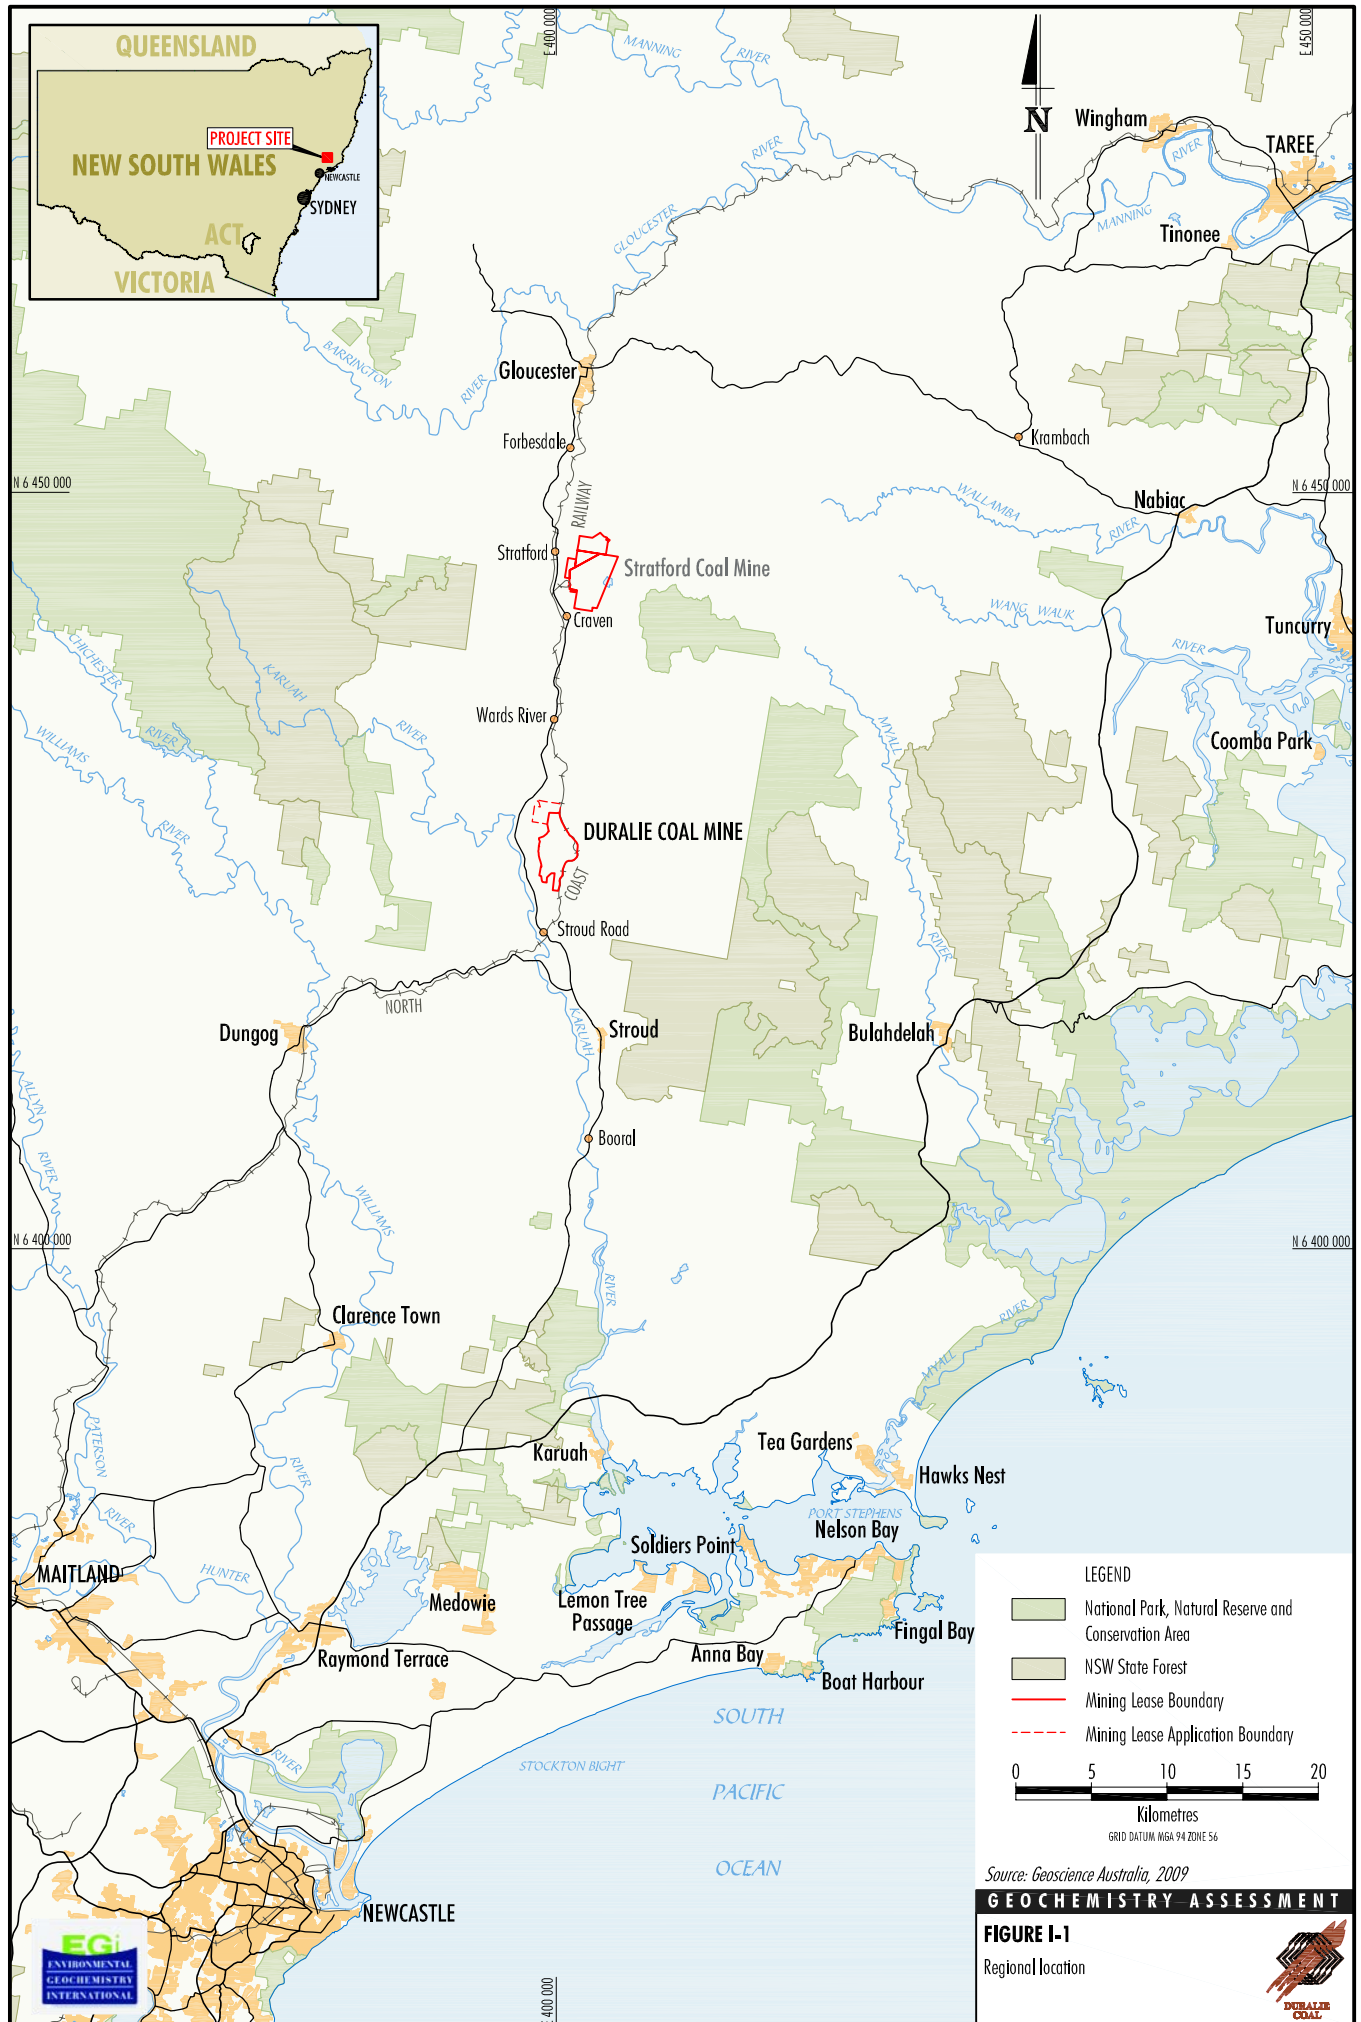 QUEENSLAND
PROJECT SITE
NEW SOUTH WALES
NEWCASTLE
SYDNEY
ACT
VICTORIA
E 400 000
E 450 000
MANNING
RIVER
N
Wingham
RIVER
TAREE
MANNING
Tinonee
RIVER
GLOUCESTER
BARRINGTON
RIVER
Gloucester
Forbesdale
Krambach
N 6 450 000
N 6 450 000
RAILWAY
WALLAMBA
RIVER
Nabiac
Stratford
Stratford Coal Mine
Craven
WANG WAUK
RIVER
Tuncurry
CHICHESTER
RIVER
KARUAH
RIVER
Wards River
MYALL
RIVER
WILLIAMS
RIVER
Coomba Park
DURALIE COAL MINE
COAST
Stroud Road
NORTH
Dungog
KARUAH
Stroud
Bulahdelah
ALLYN
RIVER
Booral
WILLIAMS
N 6 400 000
N 6 400 000
RIVER
Clarence Town
MYALL
RIVER
PATERSON
RIVER
RIVER
Karuah
Tea Gardens
Hawks Nest
PORT STEPHENS
Nelson Bay
Soldiers Point
MAITLAND
HUNTER
Medowie
Lemon Tree
Passage
Fingal Bay
Raymond Terrace
Anna Bay
Boat Harbour
SOUTH
PACIFIC
OCEAN
STOCKTON BIGHT
RIVER
NEWCASTLE
E 400 000
LEGEND
National Park, Natural Reserve and
Conservation Area
NSW State Forest
Mining Lease Boundary
Mining Lease Application Boundary
0 5 10 15 20
Kilometres
GRID DATUM MGA 94 ZONE 56
Source: Geoscience Australia, 2009
GEOCHEMISTRY ASSESSMENT
FIGURE I-1
Regional location
DURALIE
COAL
EGi
ENVIRONMENTAL
GEOCHEMISTRY
INTERNATIONAL